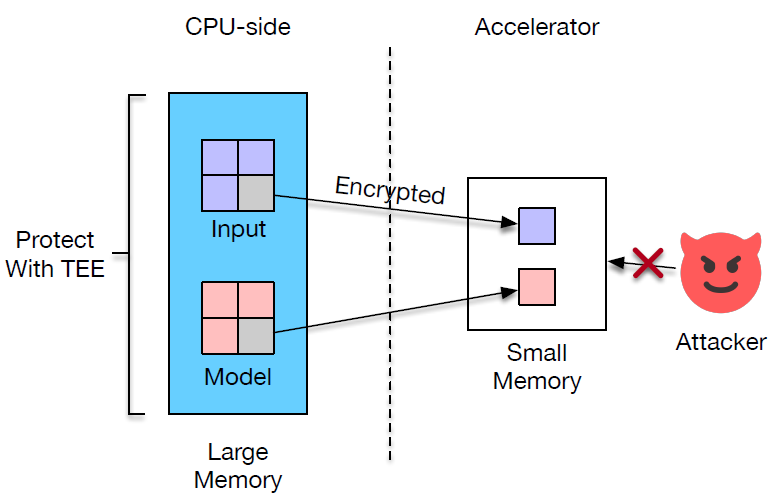 CPU-side
Accelerator
Encrypted
Input
Protect
With TEE
Model
Small
Memory
Attacker
Large
Memory